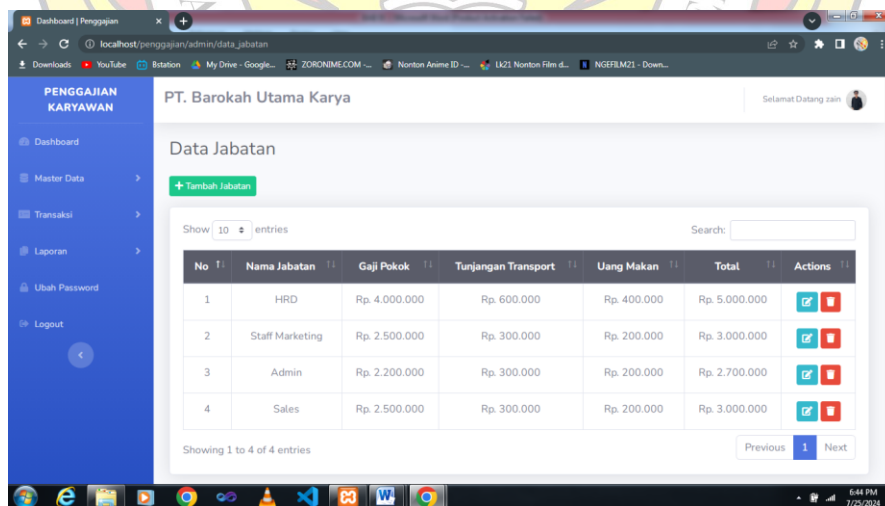 Dashboard | Penggajian
localhost/penggajian/admin/data_jabatan
Downloads YouTube Bstation My Drive - Google... ZORONIME.COM -... Nonton Anime ID -... Lk21 Nonton Film d... NGEFILM21 - Down...
PENGGAJIAN
KARYAWAN
PT. Barokah Utama Karya
Selamat Datang zain
Dashboard
Master Data
Transaksi
Laporan
Ubah Password
Logout
Data Jabatan
+ Tambah Jabatan
Show 10 entries
Search:
No Nama Jabatan Gaji Pokok Tunjangan Transport Uang Makan Total Actions
1 HRD Rp. 4.000.000 Rp. 600.000 Rp. 400.000 Rp. 5.000.000
2 Staff Marketing Rp. 2.500.000 Rp. 300.000 Rp. 200.000 Rp. 3.000.000
3 Admin Rp. 2.200.000 Rp. 300.000 Rp. 200.000 Rp. 2.700.000
4 Sales Rp. 2.500.000 Rp. 300.000 Rp. 200.000 Rp. 3.000.000
Showing 1 to 4 of 4 entries
Previous 1 Next
6:44 PM
7/25/2024